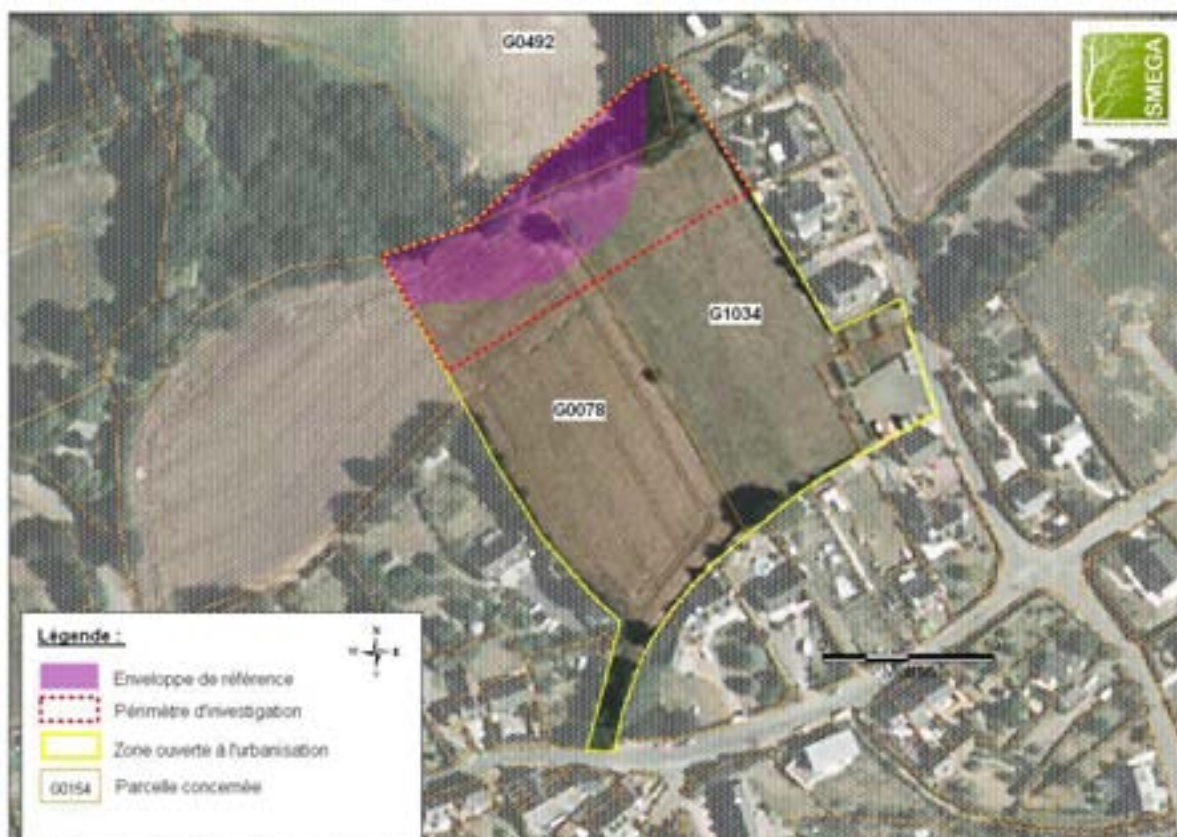 G0492
SMEGA
G1034
G0078
Légende :
N
W E
S
Enveloppe de référence
Périmètre d'investigation
Zone ouverte à l'urbanisation
G0154 Parcelle concernée